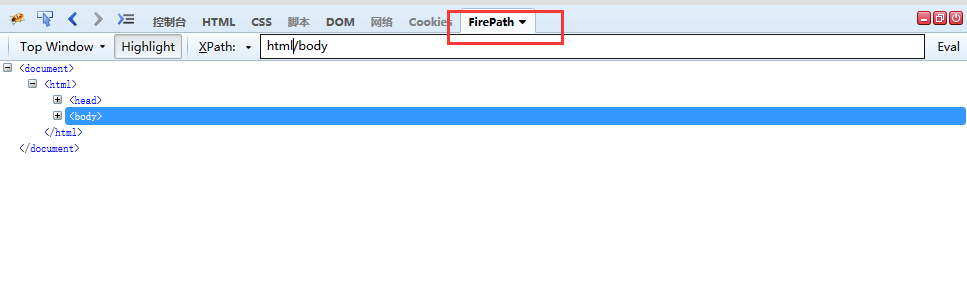 控制台 HTML CSS 脚本 DOM 网络 Cookies FirePath
Top Window Highlight XPath: html/body Eval
<document>
<html>
<head>
<body>
</html>
</document>